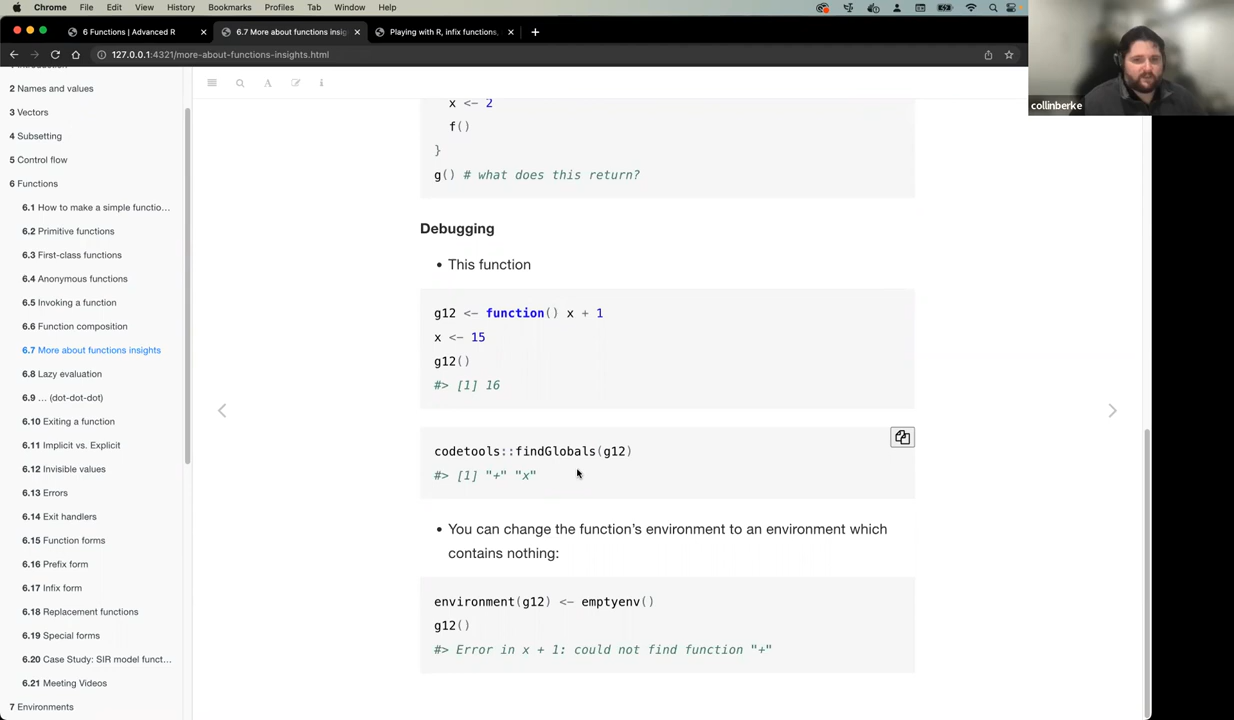 Chrome File Edit View History Bookmarks Profiles Tab Window Help
6 Functions | Advanced R
6.7 More about functions insig
Playing with R, infix functions,
127.0.0.1:4321/more-about-functions-insights.html
collinberke
2 Names and values
3 Vectors
4 Subsetting
5 Control flow
6 Functions
6.1 How to make a simple functio…
6.2 Primitive functions
6.3 First-class functions
6.4 Anonymous functions
6.5 Invoking a function
6.6 Function composition
6.7 More about functions insights
6.8 Lazy evaluation
6.9 … (dot-dot-dot)
6.10 Exiting a function
6.11 Implicit vs. Explicit
6.12 Invisible values
6.13 Errors
6.14 Exit handlers
6.15 Function forms
6.16 Prefix form
6.17 Infix form
6.18 Replacement functions
6.19 Special forms
6.20 Case Study: SIR model funct…
6.21 Meeting Videos
7 Environments
x <- 2
f()
}
g() # what does this return?
Debugging
• This function
g12 <- function() x + 1
x <- 15
g12()
#> [1] 16
codetools::findGlobals(g12)
#> [1] "+" "x"
• You can change the function's environment to an environment which
contains nothing:
environment(g12) <- emptyenv()
g12()
#> Error in x + 1: could not find function "+"